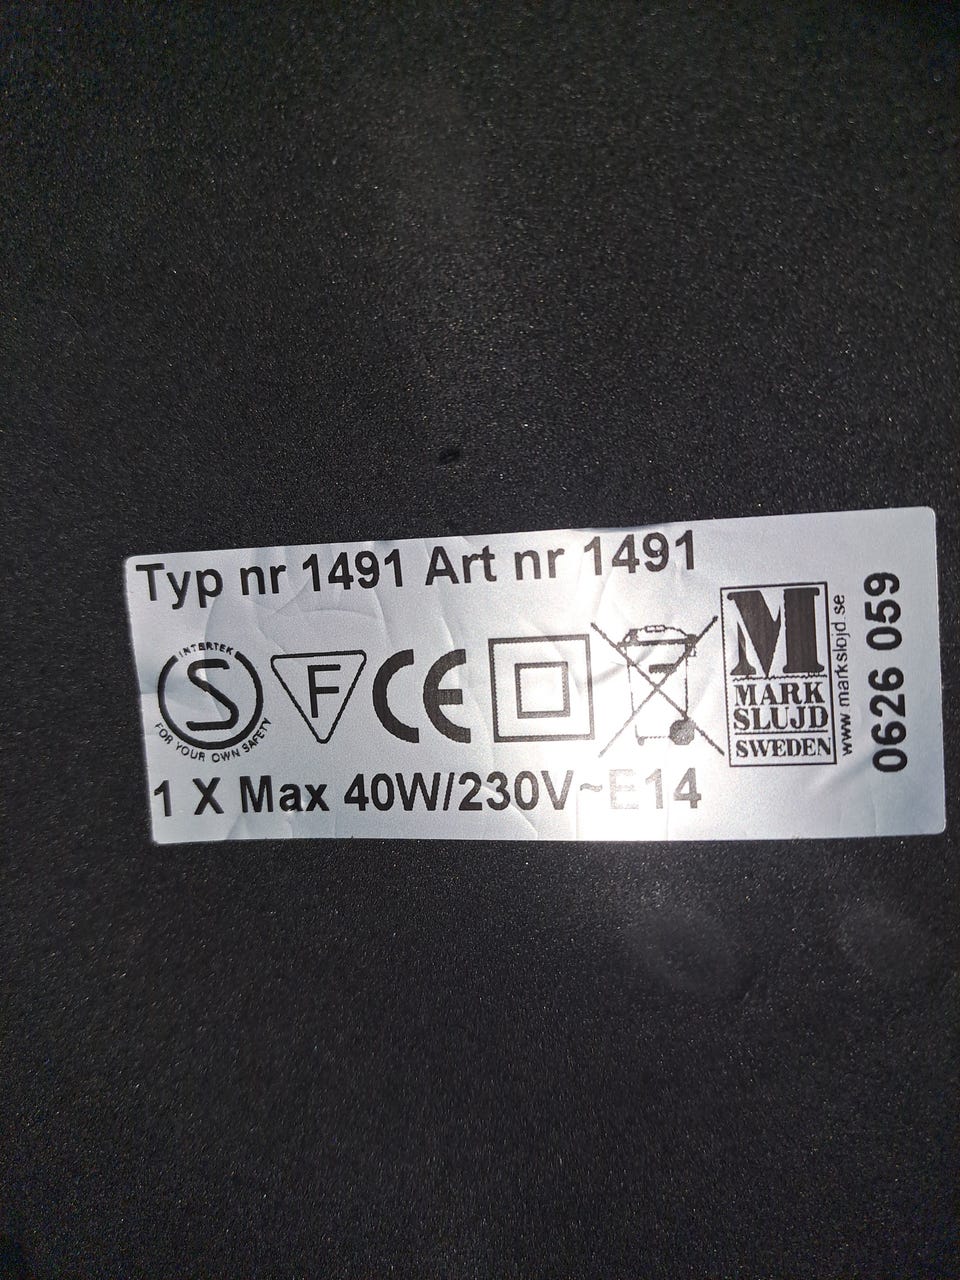 Typ nr 1491 Art nr 1491
INTERTEK
S
FOR YOUR OWN SAFETY
F
CE
M
MARK
SLUJD
SWEDEN
www.markslojd.se
0626 059
1 X Max 40W/230V~E14